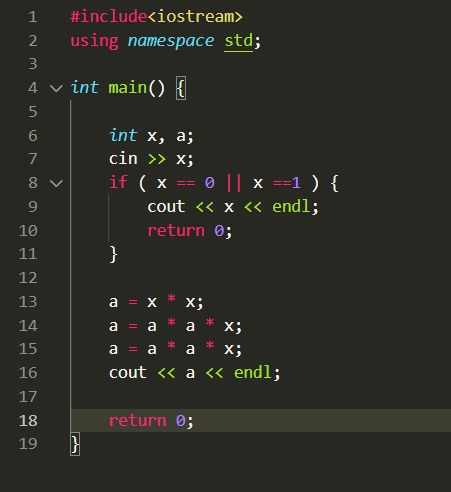 1 #include<iostream>
2 using namespace std;
3
4 int main() {
5
6 int x, a;
7 cin >> x;
8 if ( x == 0 || x ==1 ) {
9 cout << x << endl;
10 return 0;
11 }
12
13 a = x * x;
14 a = a * a * x;
15 a = a * a * x;
16 cout << a << endl;
17
18 return 0;
19 }